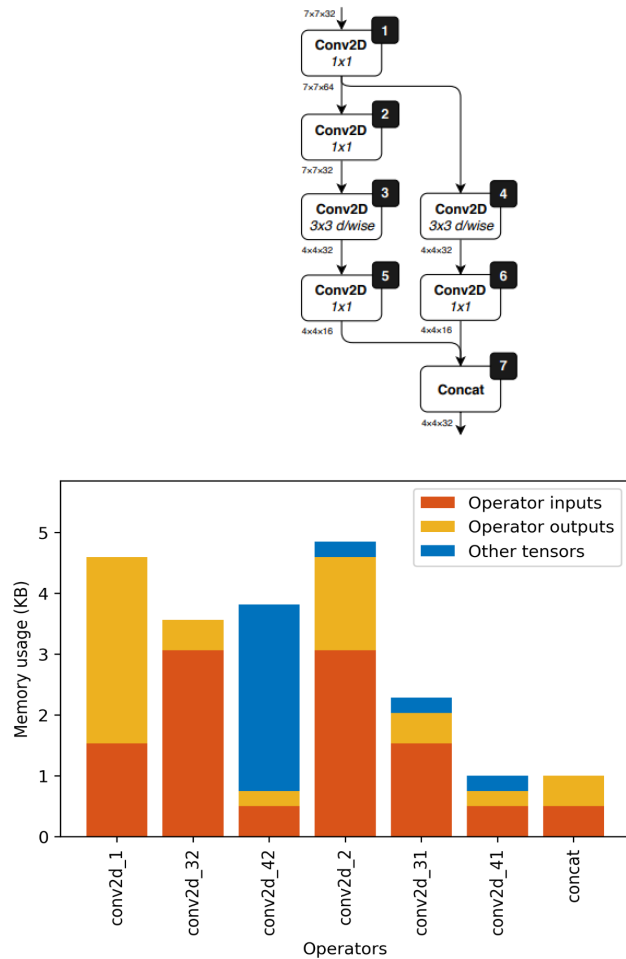 7×7×32
1
Conv2D
1x1
7×7×64
2
Conv2D
1x1
7×7×32
3
Conv2D
3x3 d/wise
4
Conv2D
3x3 d/wise
4×4×32
4×4×32
5
Conv2D
1x1
6
Conv2D
1x1
4×4×16
4×4×16
7
Concat
4×4×32
Operator inputs
Operator outputs
Other tensors
Memory usage (KB)
5
4
3
2
1
0
conv2d_1
conv2d_32
conv2d_42
conv2d_2
conv2d_31
conv2d_41
concat
Operators